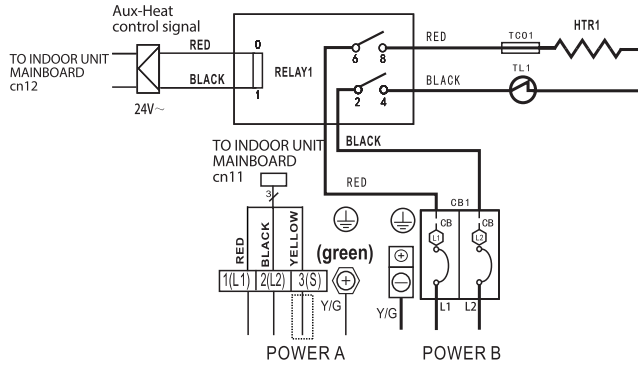 Aux-Heat
control signal
TO INDOOR UNIT
MAINBOARD
cn12
RED
BLACK
24V~
0
1
RELAY1
6 8
2 4
RED
TCO1
HTR1
BLACK
TL1
BLACK
RED
TO INDOOR UNIT
MAINBOARD
cn11
3
RED
BLACK
YELLOW
(green)
1(L1) 2(L2) 3(S)
Y/G
Y/G
CB1
CB CB
L1 L2
L1 L2
POWER A POWER B